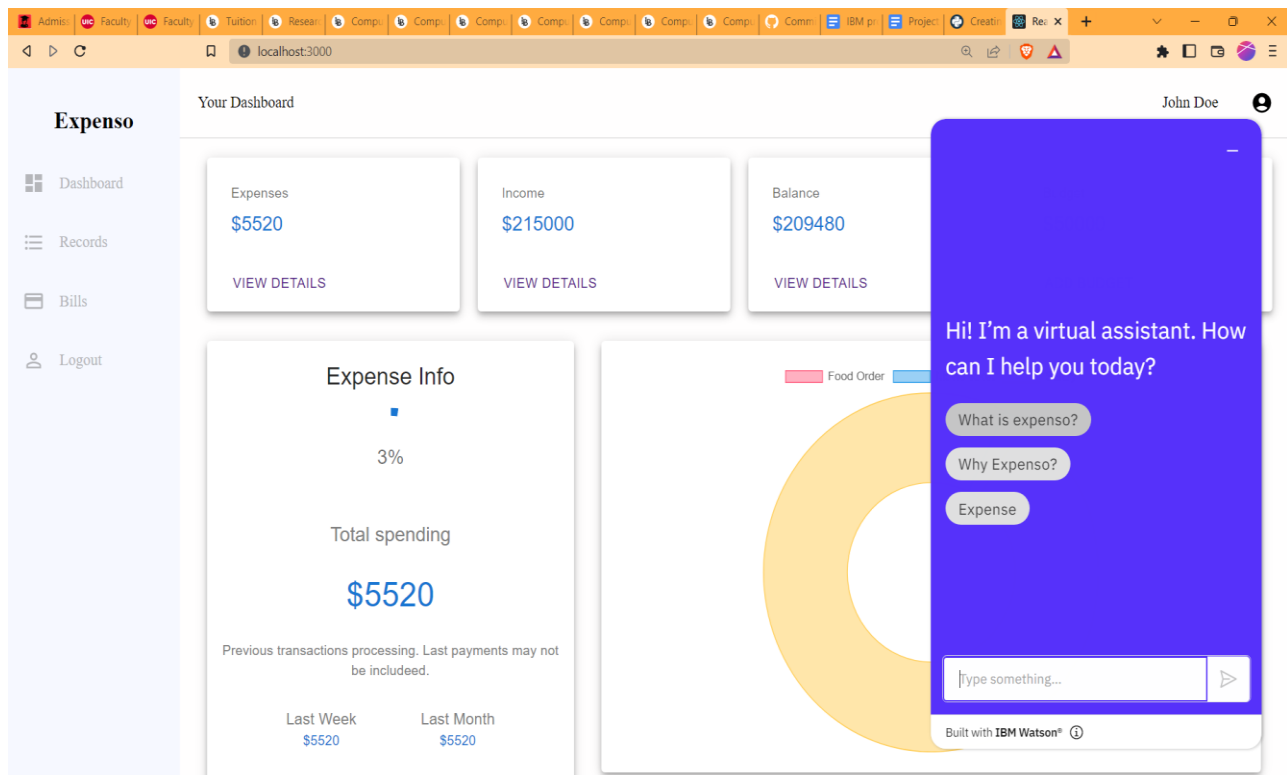 Admiss
UIC Faculty
UIC Faculty
Tuition
Resear
Compu
Compu
Compu
Compu
Compu
Compu
Compu
Comm
IBM pr
Project
Creatin
Rea
localhost:3000
Expenso
Dashboard
Records
Bills
Logout
Your Dashboard
John Doe
Expenses
$5520
VIEW DETAILS
Income
$215000
VIEW DETAILS
Balance
$209480
VIEW DETAILS
Expense Info
3%
Total spending
$5520
Previous transactions processing. Last payments may not
be includeed.
Last Week Last Month
$5520 $5520
Food Order
Hi! I'm a virtual assistant. How
can I help you today?
What is expenso?
Why Expenso?
Expense
Type something...
Built with IBM Watson®